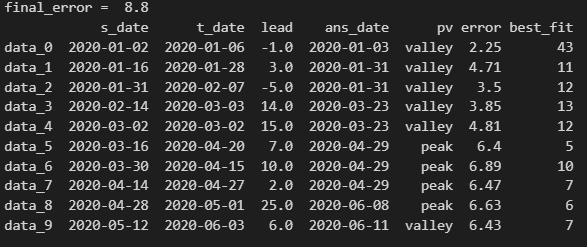 final_error =  8.8
            s_date      t_date  lead    ans_date      pv error best_fit
data_0  2020-01-02  2020-01-06  -1.0  2020-01-03  valley  2.25       43
data_1  2020-01-16  2020-01-28   3.0  2020-01-31  valley  4.71       11
data_2  2020-01-31  2020-02-07  -5.0  2020-01-31  valley   3.5       12
data_3  2020-02-14  2020-03-03  14.0  2020-03-23  valley  3.85       13
data_4  2020-03-02  2020-03-02  15.0  2020-03-23  valley  4.81       12
data_5  2020-03-16  2020-04-20   7.0  2020-04-29    peak   6.4        5
data_6  2020-03-30  2020-04-15  10.0  2020-04-29    peak  6.89       10
data_7  2020-04-14  2020-04-27   2.0  2020-04-29    peak  6.47        7
data_8  2020-04-28  2020-05-01  25.0  2020-06-08    peak  6.63        6
data_9  2020-05-12  2020-06-03   6.0  2020-06-11  valley  6.43        7